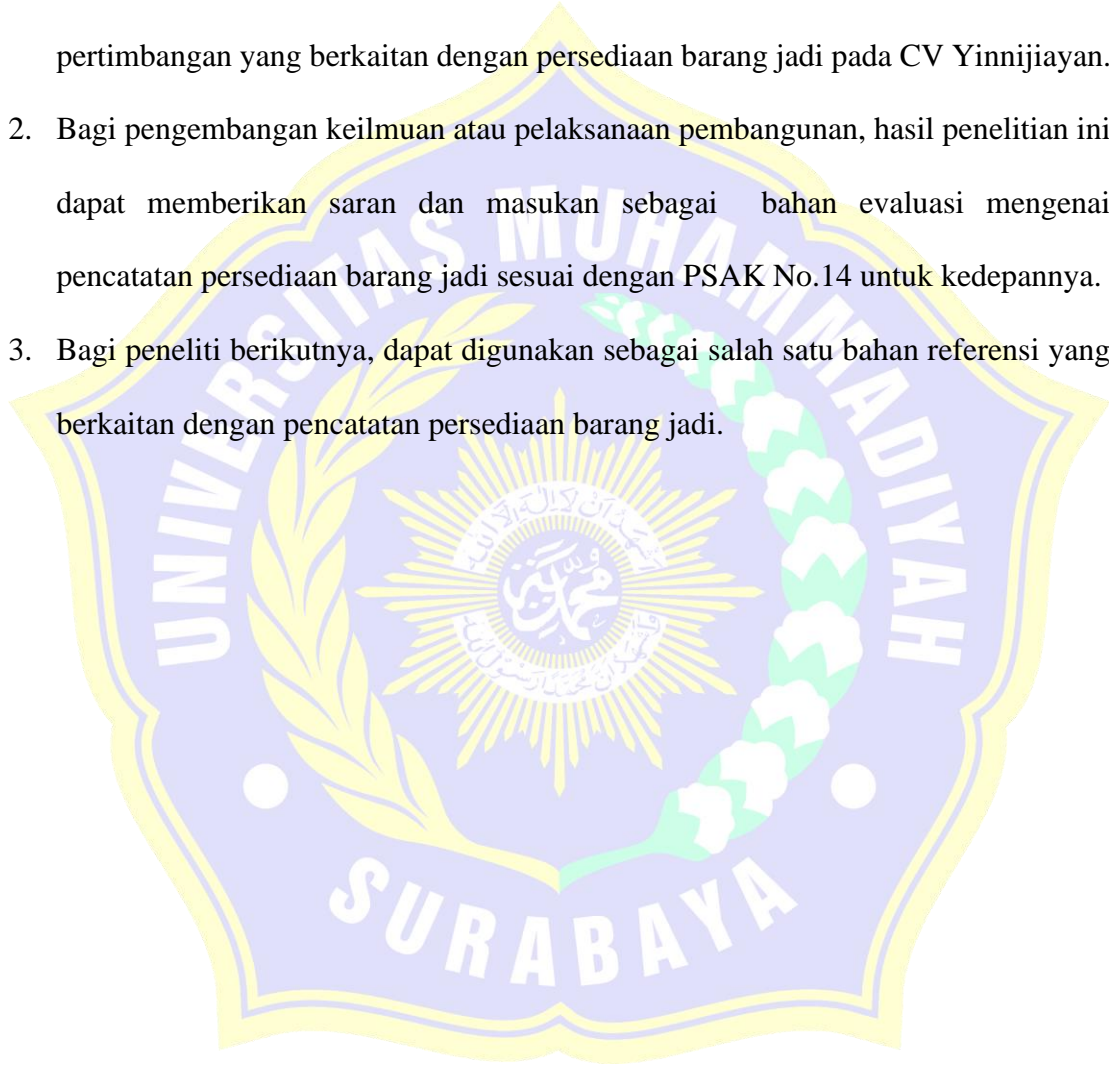 pertimbangan yang berkaitan dengan persediaan barang jadi pada CV Yinnijiayan.
2. Bagi pengembangan keilmuan atau pelaksanaan pembangunan, hasil penelitian ini
dapat memberikan saran dan masukan sebagai bahan evaluasi mengenai
pencatatan persediaan barang jadi sesuai dengan PSAK No.14 untuk kedepannya.
3. Bagi peneliti berikutnya, dapat digunakan sebagai salah satu bahan referensi yang
berkaitan dengan pencatatan persediaan barang jadi.
UNIVERSITAS MUHAMMADIYAH
SURABAYA